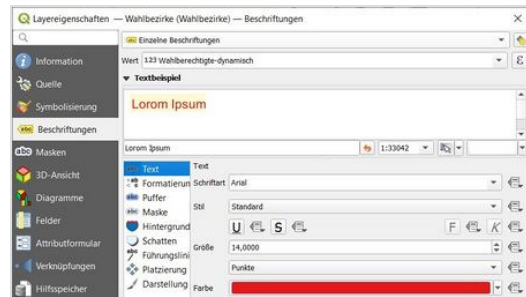 Layereigenschaften — Wahlbezirke (Wahlbezirke) — Beschriftungen
Einzelne Beschriftungen
Information
Wert 123 Wahlberechtigte-dynamisch
ε
Quelle
Textbeispiel
Symbolisierung
Lorom Ipsum
Beschriftungen
Masken
Lorom Ipsum
1:33042
3D-Ansicht
Diagramme
Felder
Attributformular
Verknüpfungen
Hilfsspeicher
Text
Formatierun
Puffer
Maske
Hintergrund
Schatten
Führungslini
Platzierung
Darstellung
Text
Schriftart Arial
Stil Standard
U S F K
Größe 14,0000
Punkte
Farbe